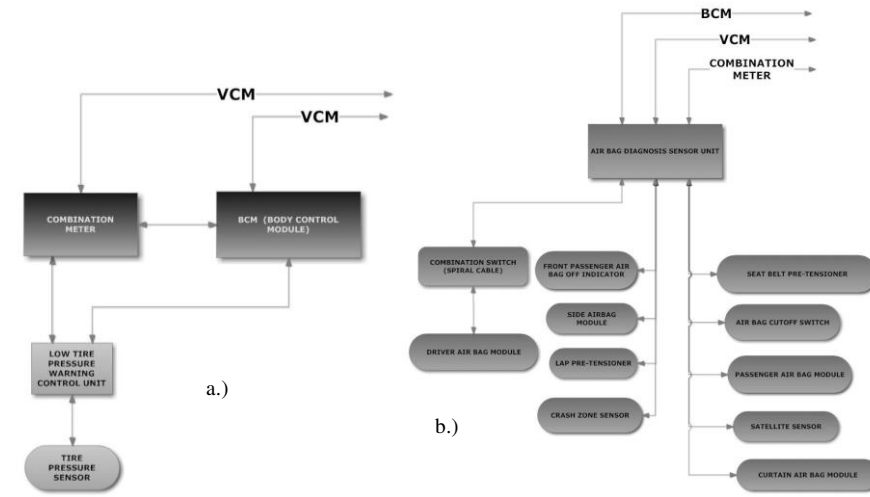 VCM
VCM
COMBINATION
METER
BCM (BODY CONTROL
MODULE)
LOW TIRE
PRESSURE
WARNING
CONTROL UNIT
TIRE
PRESSURE
SENSOR
a.)
BCM
VCM
COMBINATION
METER
AIR BAG DIAGNOSIS SENSOR UNIT
COMBINATION SWITCH
(SPIRAL CABLE)
DRIVER AIR BAG MODULE
FRONT PASSENGER AIR
BAG OFF INDICATOR
SIDE AIRBAG
MODULE
LAP PRE-TENSIONER
CRASH ZONE SENSOR
SEAT BELT PRE-TENSIONER
AIR BAG CUTOFF SWITCH
PASSENGER AIR BAG MODULE
SATELLITE SENSOR
CURTAIN AIR BAG MODULE
b.)